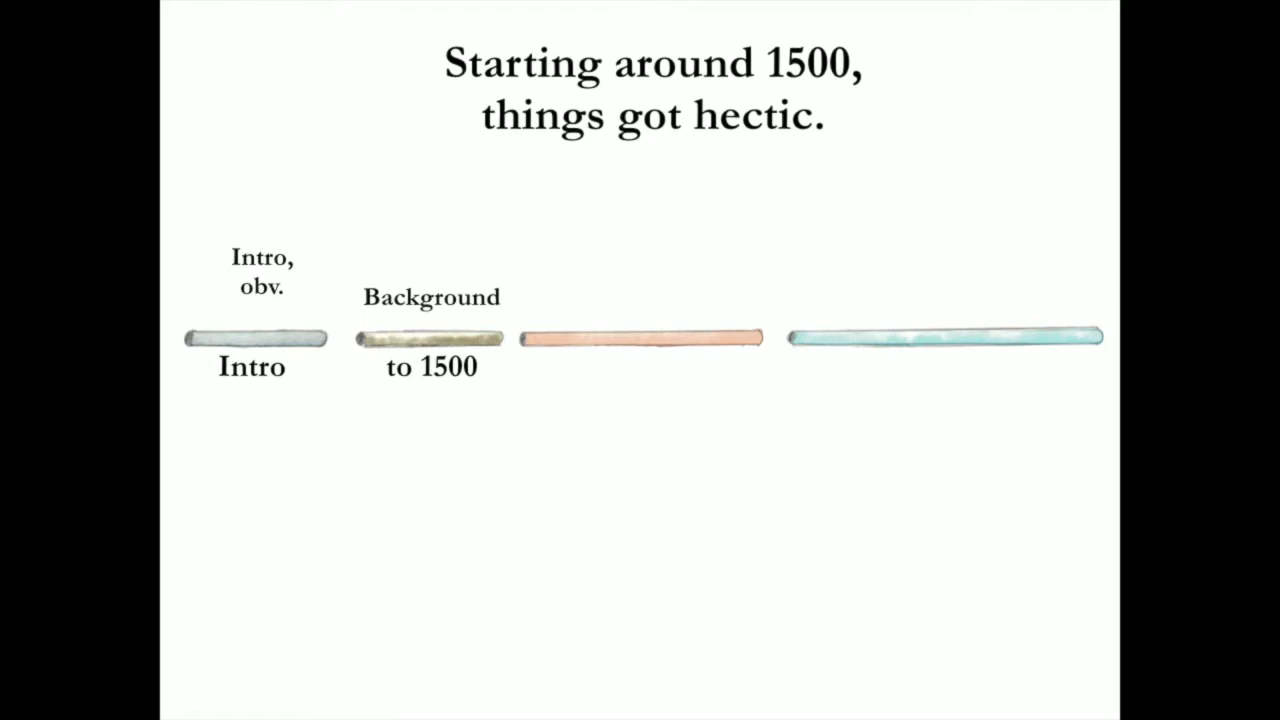 Starting around 1500,
things got hectic.
Intro,
obv.
Background
Intro
to 1500